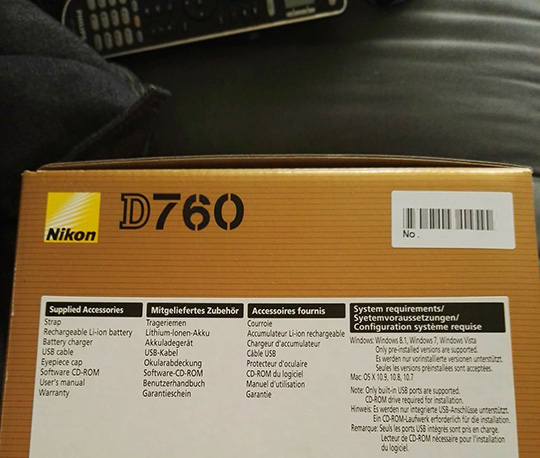 Nikon
D760
No.
Supplied Accessories
Strap
Rechargeable Li-ion battery
Battery charger
USB cable
Eyepiece cap
Software CD-ROM
User's manual
Warranty
Mitgeliefertes Zubehör
Trageriemen
Lithium-Ionen-Akku
Akkuladegerät
USB-Kabel
Okularabdeckung
Software-CD-ROM
Benutzerhandbuch
Garantieschein
Accessoires fournis
Courroie
Accumulateur Li-ion rechargeable
Chargeur d'accumulateur
Câble USB
Protecteur d'oculaire
CD-ROM du logiciel
Manuel d'utilisation
Garantie
System requirements/
Syetemvoraussetzungen/
Configuration système requise
Windows: Windows 8.1, Windows 7, Windows Vista
Only pre-installed versions are supported.
Es werden nur vorinstallierte versionen unterstützt.
Seules les versions préinstallées sont acceptées.
Mac: OS X 10.9, 10.8, 10.7
Note: Only built-in USB ports are supported.
CD-ROM drive required for installation.
Hinweis: Es werden nur integrierte USB-Anschlüsse unterstützt.
Ein CD-ROM-Laufwerk erforderlich für die installation.
Remarque: Seuls les ports USB intégrés sont pris en charge.
Lecteur de CD-ROM nécessaire pour l'installation
du logiciel.